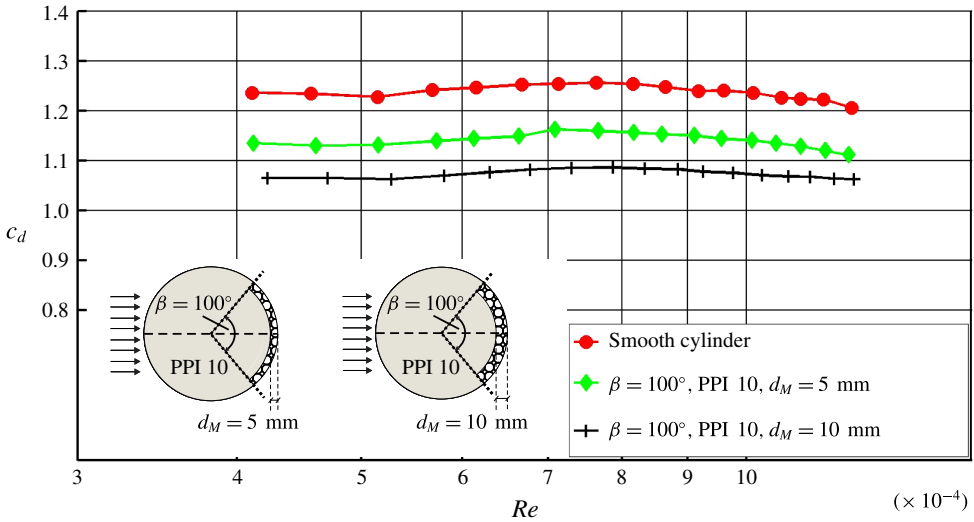 1.4
1.3
1.2
1.1
1.0
0.9
0.8
c_d
β = 100°
PPI 10
d_M = 5 mm
β = 100°
PPI 10
d_M = 10 mm
Smooth cylinder
β = 100°, PPI 10, d_M = 5 mm
β = 100°, PPI 10, d_M = 10 mm
3 4 5 6 7 8 9 10
Re
(× 10⁻⁴)